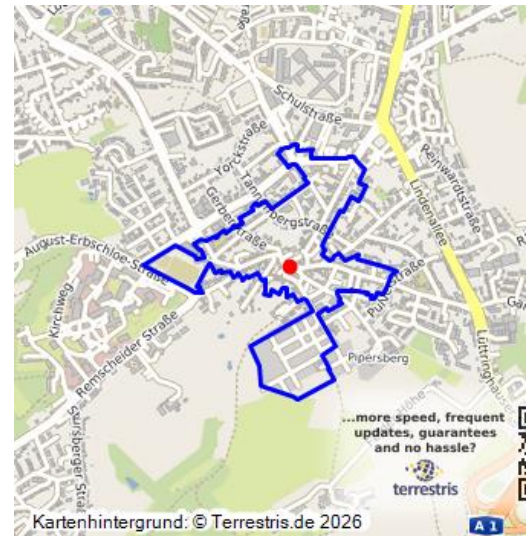 Schulstraße
Yorckstraße
Tannenbergstraße
Gerberstraße
Reinwardtstraße
Lindenallee
August-Erbschloe-Straße
Kirchweg
Remscheider Straße
Pipersberg
...more speed, frequent
updates, guarantees
and no hassle?
terrestris
Kartenhintergrund: © Terrestris.de 2026
A 1